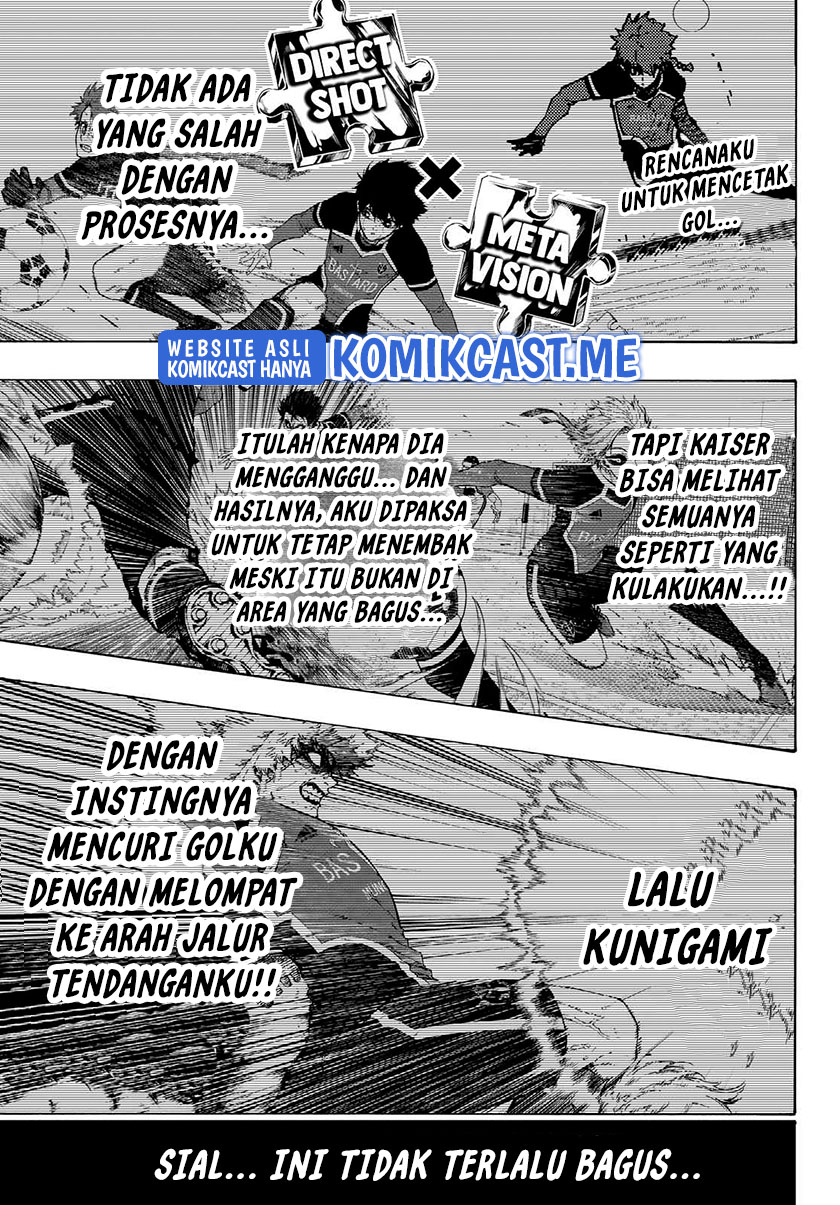 RENCANAKU
UNTUK MENCETAK
GOL...
DIRECT
SHOT
×
META
VISION
TIDAK ADA
YANG SALAH
DENGAN
PROSESNYA...
BASTARD
WEBSITE ASLI
KOMIKCAST HANYA
KOMIKCAST.ME
TAPI KAISER
BISA MELIHAT
SEMUANYA
SEPERTI YANG
KULAKUKAN...!!
ITULAH KENAPA DIA
MENGGANGGU... DAN
HASILNYA, AKU DIPAKSA
UNTUK TETAP MENEMBAK
MESKI ITU BUKAN DI
AREA YANG BAGUS...
LALU
KUNIGAMI
DENGAN
INSTINGNYA
MENCURI GOLKU
DENGAN MELOMPAT
KE ARAH JALUR
TENDANGANKU!!
SIAL... INI TIDAK TERLALU BAGUS...